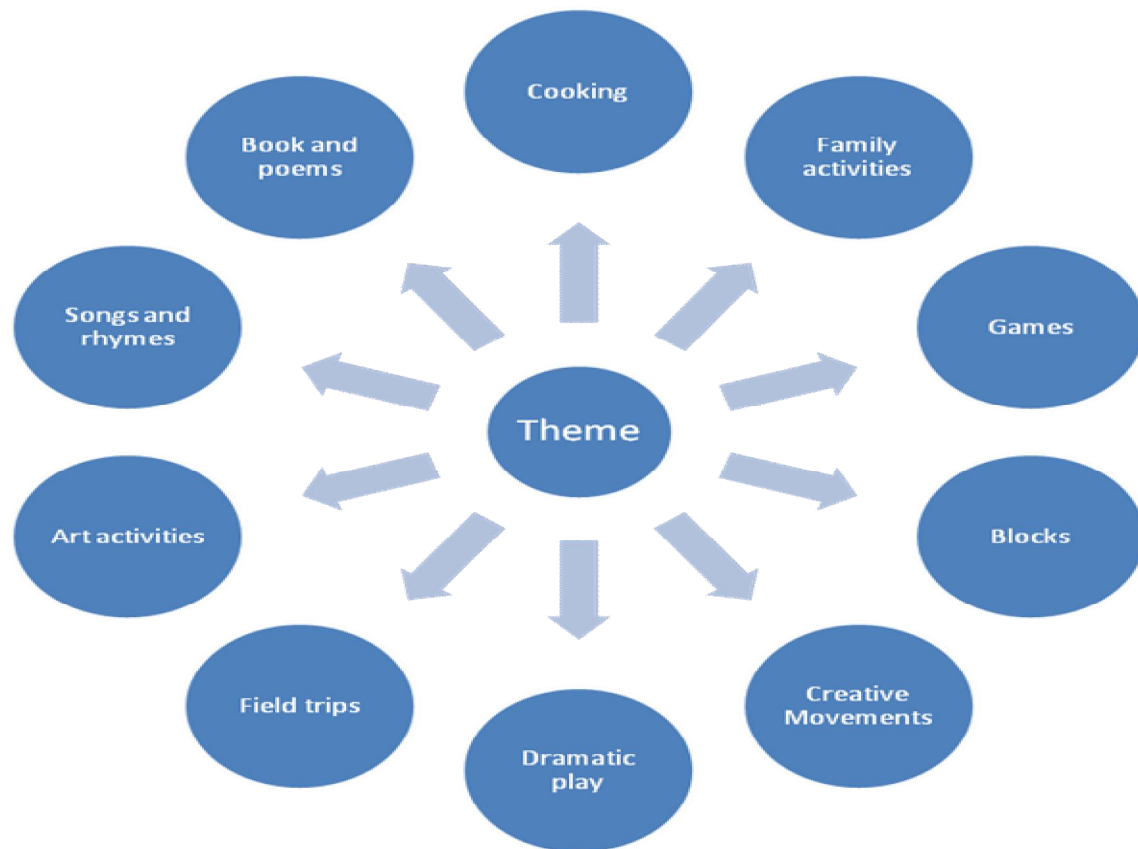 Cooking
Family
activities
Games
Blocks
Creative
Movements
Dramatic
play
Field trips
Art activities
Songs and
rhymes
Book and
poems
Theme